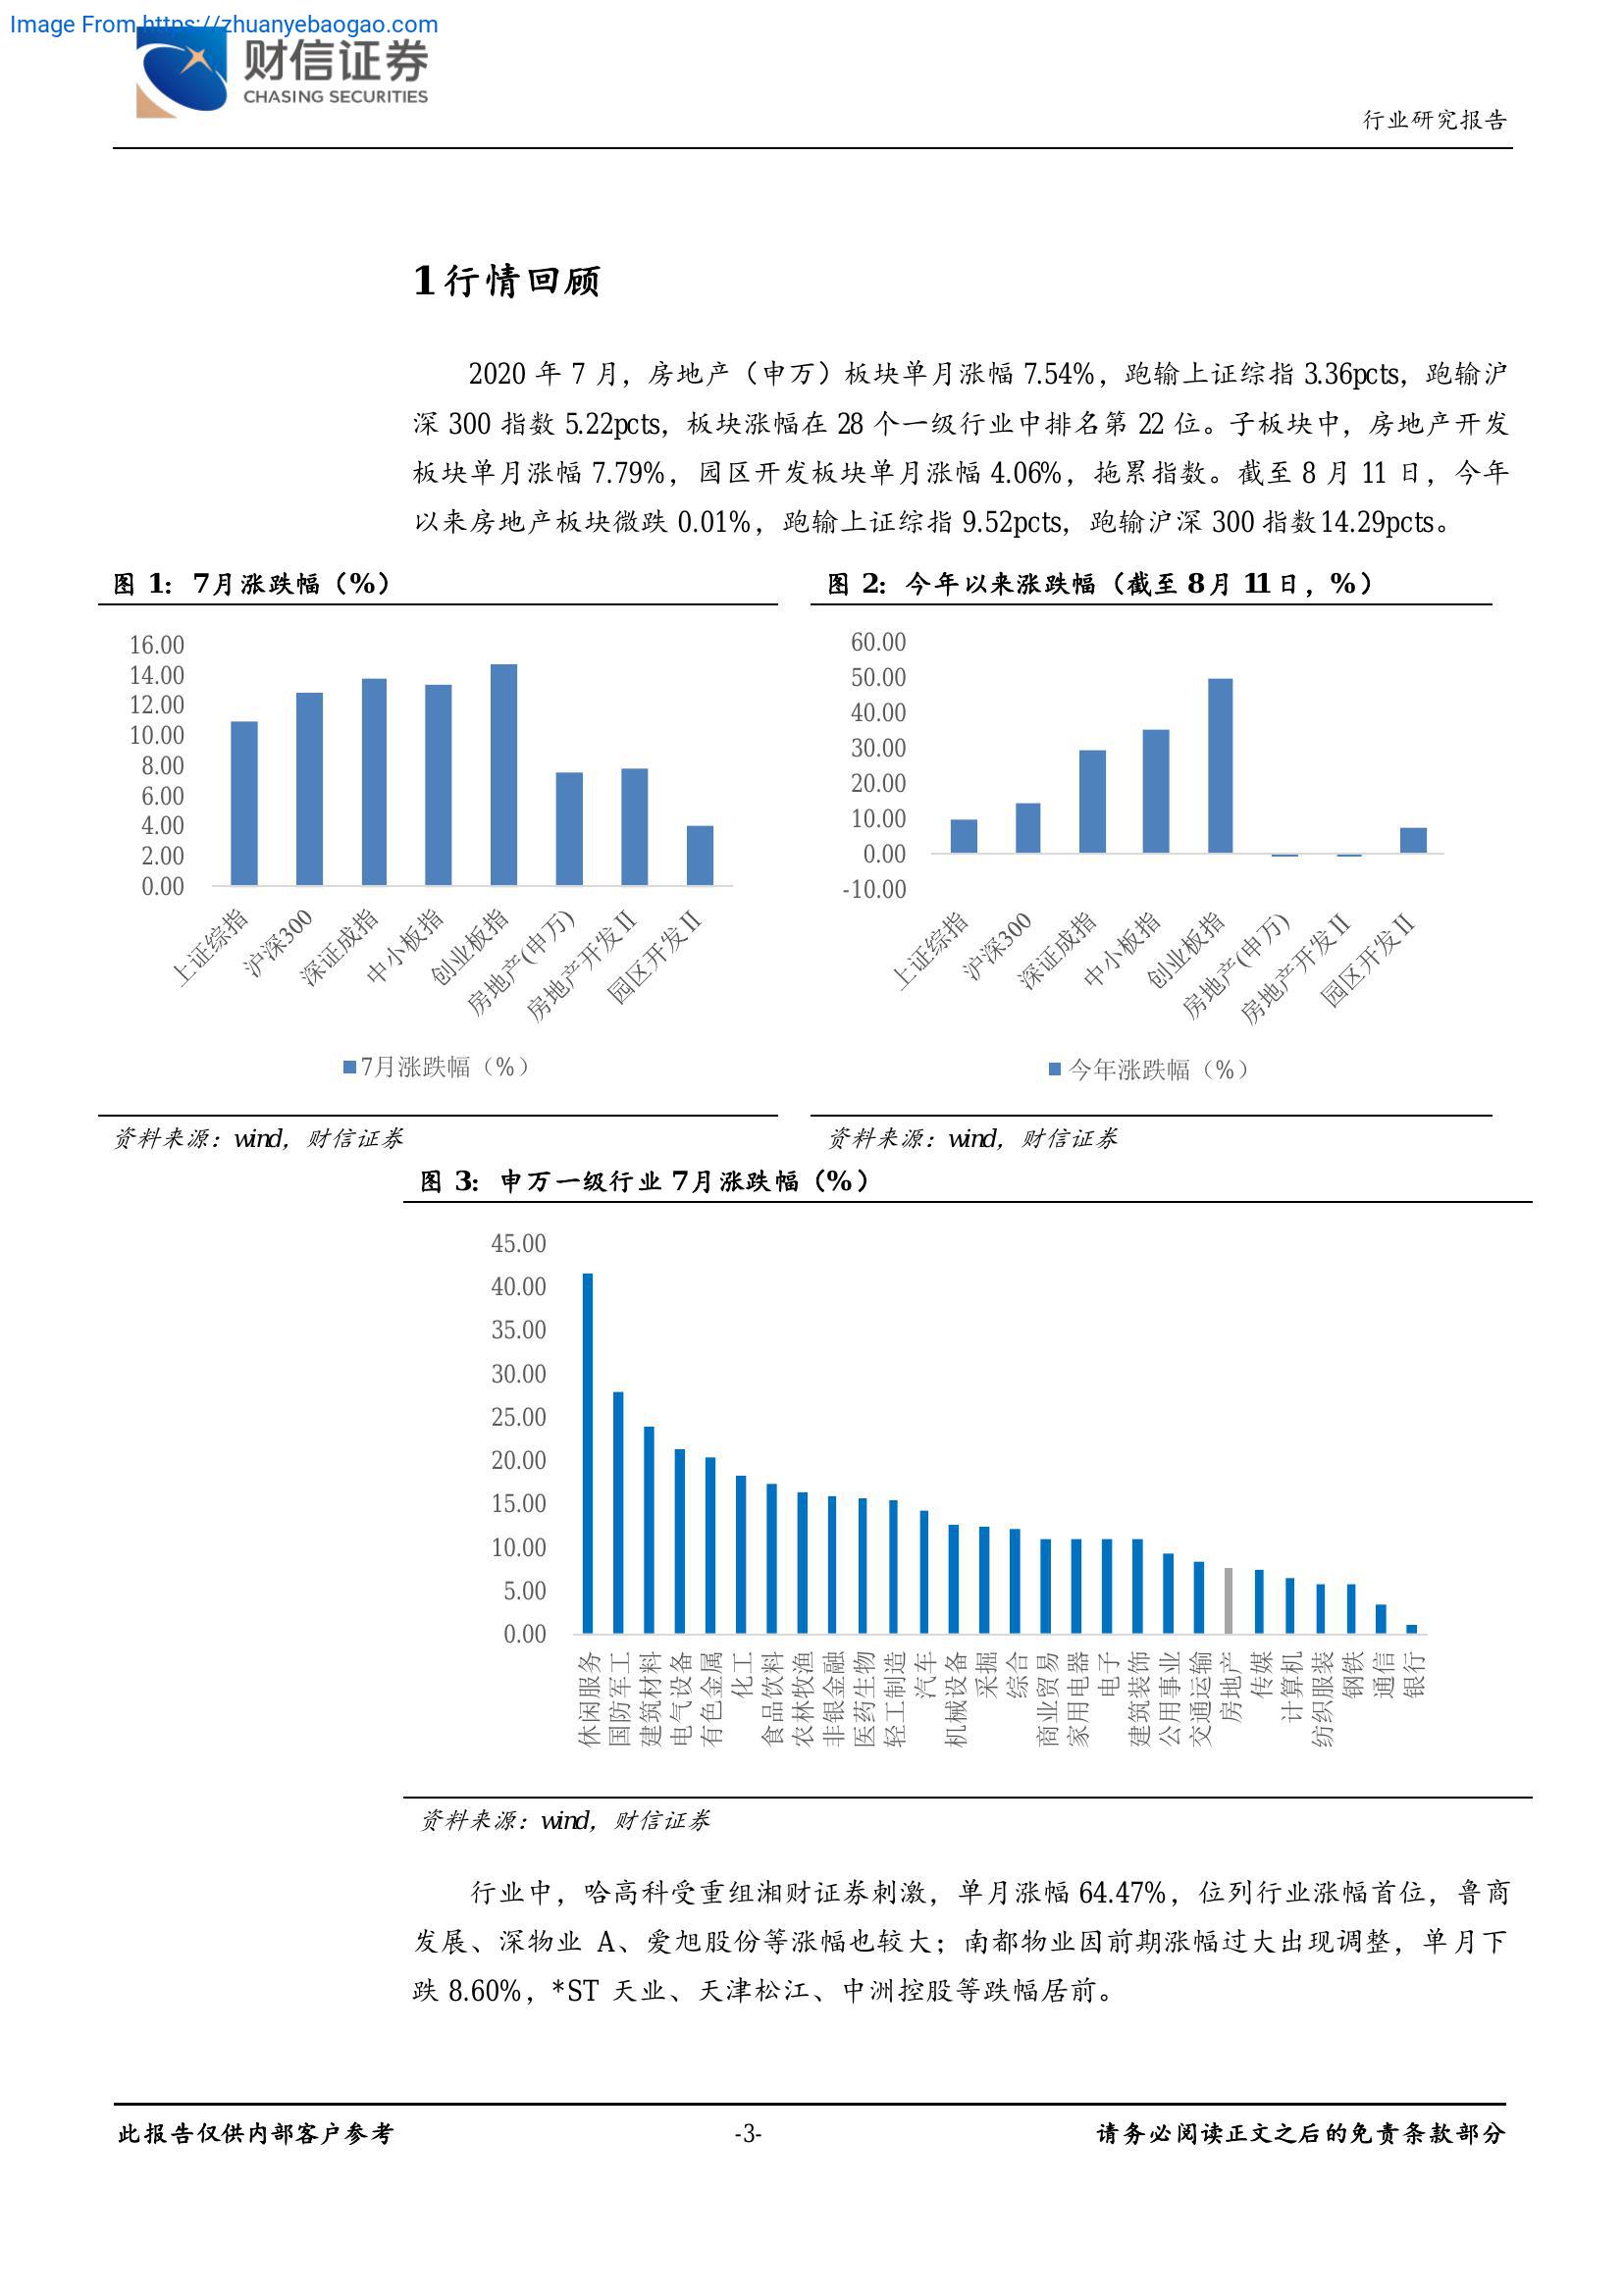 Image From https://zhuanyebaogao.com
财信证券
CHASING SECURITIES
行业研究报告
1 行情回顾
2020 年 7 月，房地产（申万）板块单月涨幅 7.54%，跑输上证综指 3.36pcts，跑输沪
深 300 指数 5.22pcts，板块涨幅在 28 个一级行业中排名第 22 位。子板块中，房地产开发
板块单月涨幅 7.79%，园区开发板块单月涨幅 4.06%，拖累指数。截至 8 月 11 日，今年
以来房地产板块微跌 0.01%，跑输上证综指 9.52pcts，跑输沪深 300 指数 14.29pcts。
图 1：7 月涨跌幅（%）
16.00
14.00
12.00
10.00
8.00
6.00
4.00
2.00
0.00
上证综指
沪深300
深证成指
中小板指
创业板指
房地产(申万)
房地产开发Ⅱ
园区开发Ⅱ
7月涨跌幅（%）
资料来源：wind，财信证券
图 2：今年以来涨跌幅（截至 8 月 11 日，%）
60.00
50.00
40.00
30.00
20.00
10.00
0.00
-10.00
上证综指
沪深300
深证成指
中小板指
创业板指
房地产(申万)
房地产开发Ⅱ
园区开发Ⅱ
今年涨跌幅（%）
资料来源：wind，财信证券
图 3：申万一级行业 7 月涨跌幅（%）
45.00
40.00
35.00
30.00
25.00
20.00
15.00
10.00
5.00
0.00
休闲服务
国防军工
建筑材料
电气设备
有色金属
化工
食品饮料
农林牧渔
非银金融
医药生物
轻工制造
汽车
机械设备
采掘
综合
商业贸易
家用电器
电子
建筑装饰
公用事业
交通运输
房地产
传媒
计算机
纺织服装
钢铁
通信
银行
资料来源：wind，财信证券
行业中，哈高科受重组湘财证券刺激，单月涨幅 64.47%，位列行业涨幅首位，鲁商
发展、深物业 A、爱旭股份等涨幅也较大；南都物业因前期涨幅过大出现调整，单月下
跌 8.60%，*ST 天业、天津松江、中洲控股等跌幅居前。
此报告仅供内部客户参考
-3-
请务必阅读正文之后的免责条款部分